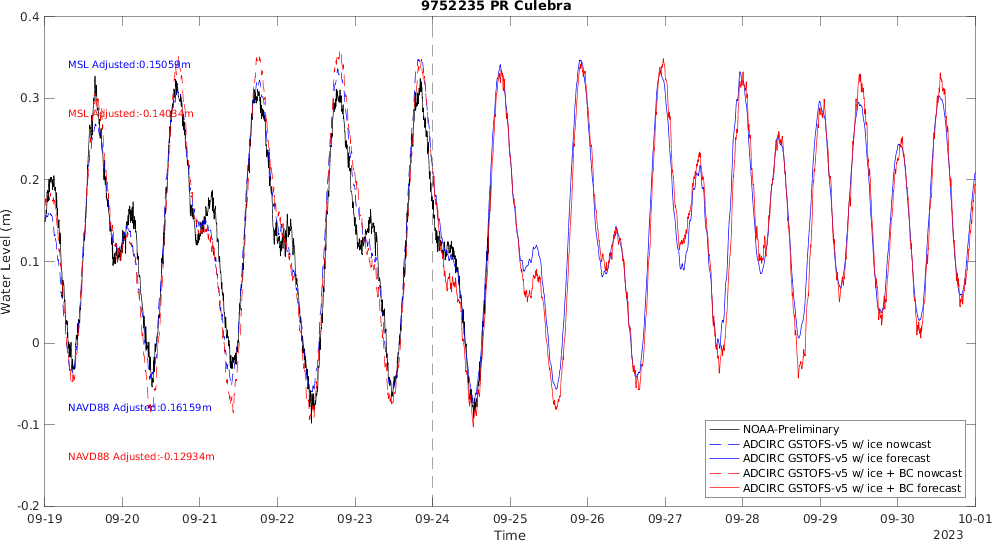 9752235 PR Culebra
0.4
0.3
0.2
0.1
0
-0.1
-0.2
Water Level (m)
MSL Adjusted:0.15059m
MSL Adjusted:-0.14034m
NAVD88 Adjusted:0.16159m
NAVD88 Adjusted:-0.12934m
NOAA-Preliminary
ADCIRC GSTOFS-v5 w/ ice nowcast
ADCIRC GSTOFS-v5 w/ ice forecast
ADCIRC GSTOFS-v5 w/ ice + BC nowcast
ADCIRC GSTOFS-v5 w/ ice + BC forecast
09-19 09-20 09-21 09-22 09-23 09-24 09-25 09-26 09-27 09-28 09-29 09-30 10-01
Time
2023